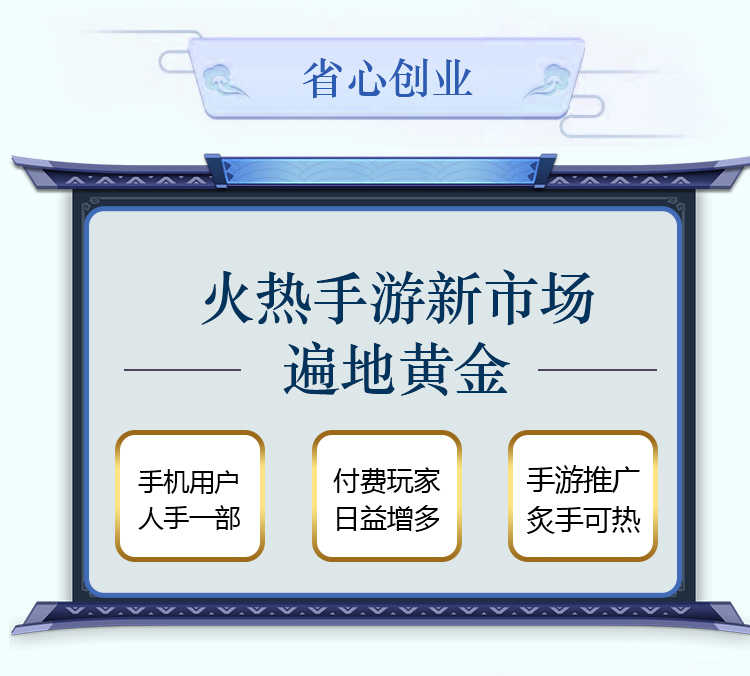 省心创业
火热手游新市场
遍地黄金
手机用户
人手一部
付费玩家
日益增多
手游推广
炙手可热